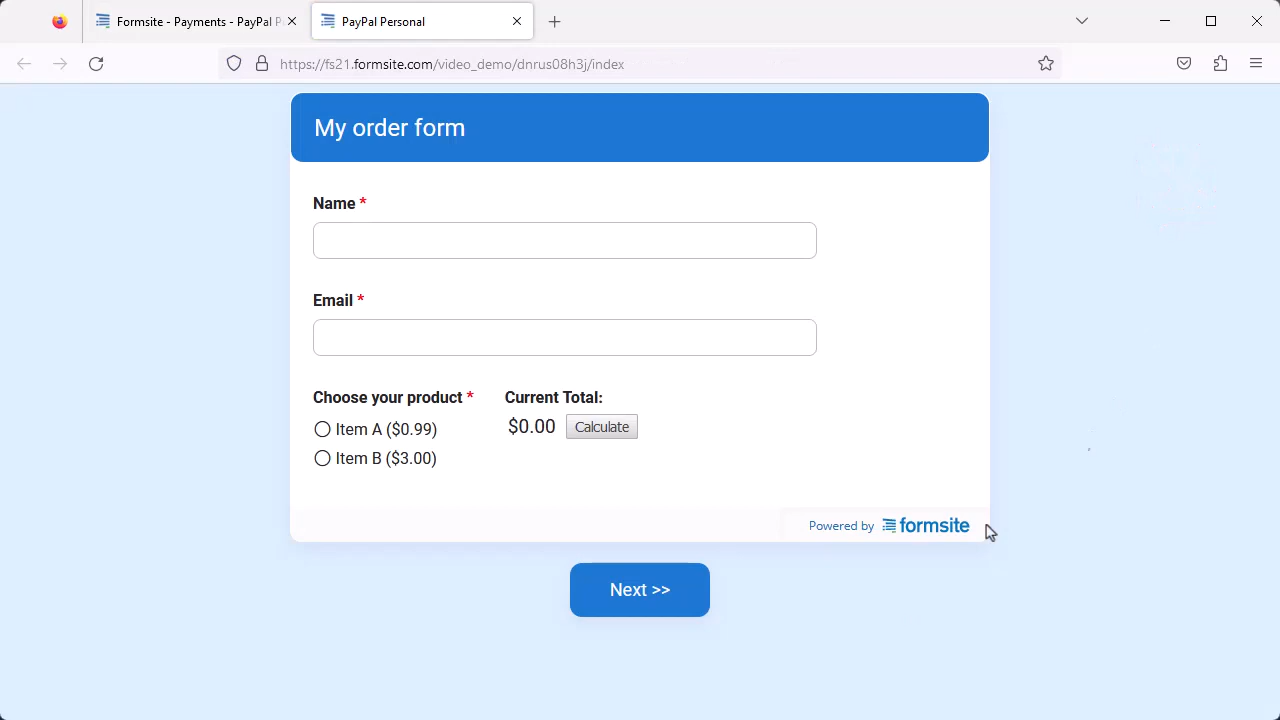 Formsite - Payments - PayPal P
PayPal Personal
https://fs21.formsite.com/video_demo/dnrus08h3j/index
My order form
Name *
Email *
Choose your product *
Current Total:
Item A ($0.99)
$0.00 Calculate
Item B ($3.00)
Powered by formsite
Next >>